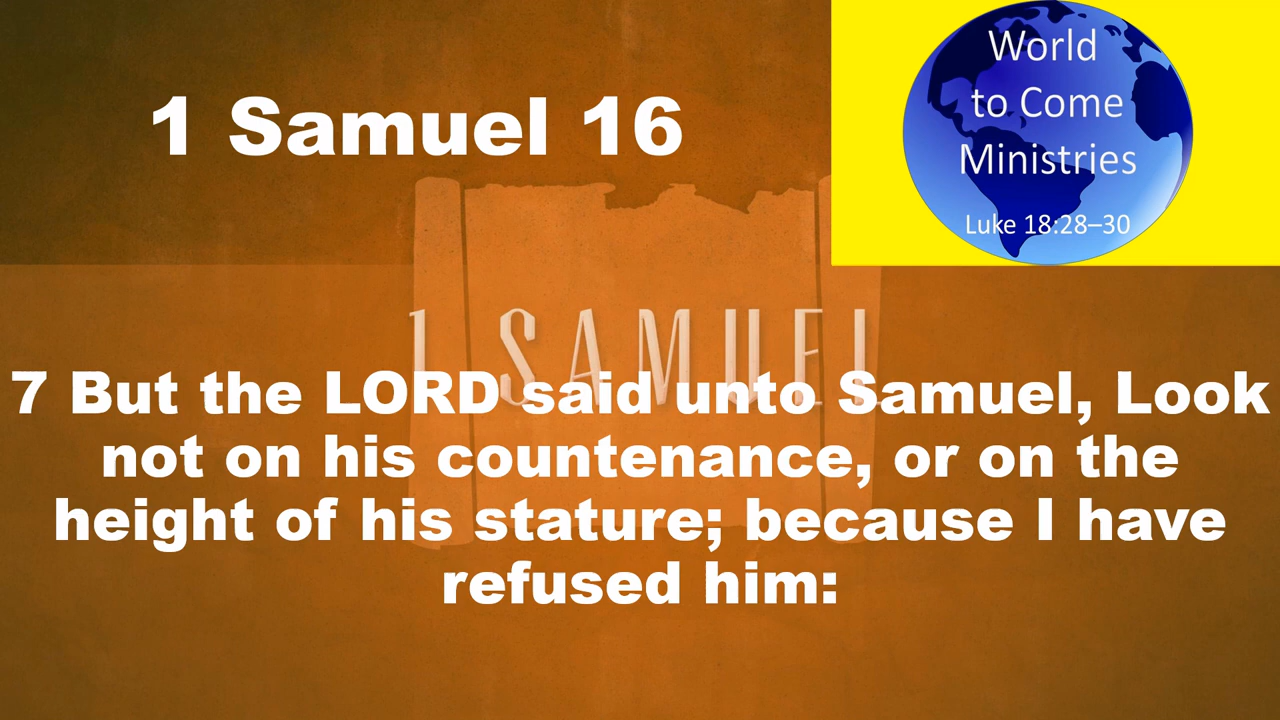 1 Samuel 16
World
to Come
Ministries
Luke 18:28–30
1 SAMUEL
7 But the LORD said unto Samuel, Look
not on his countenance, or on the
height of his stature; because I have
refused him: